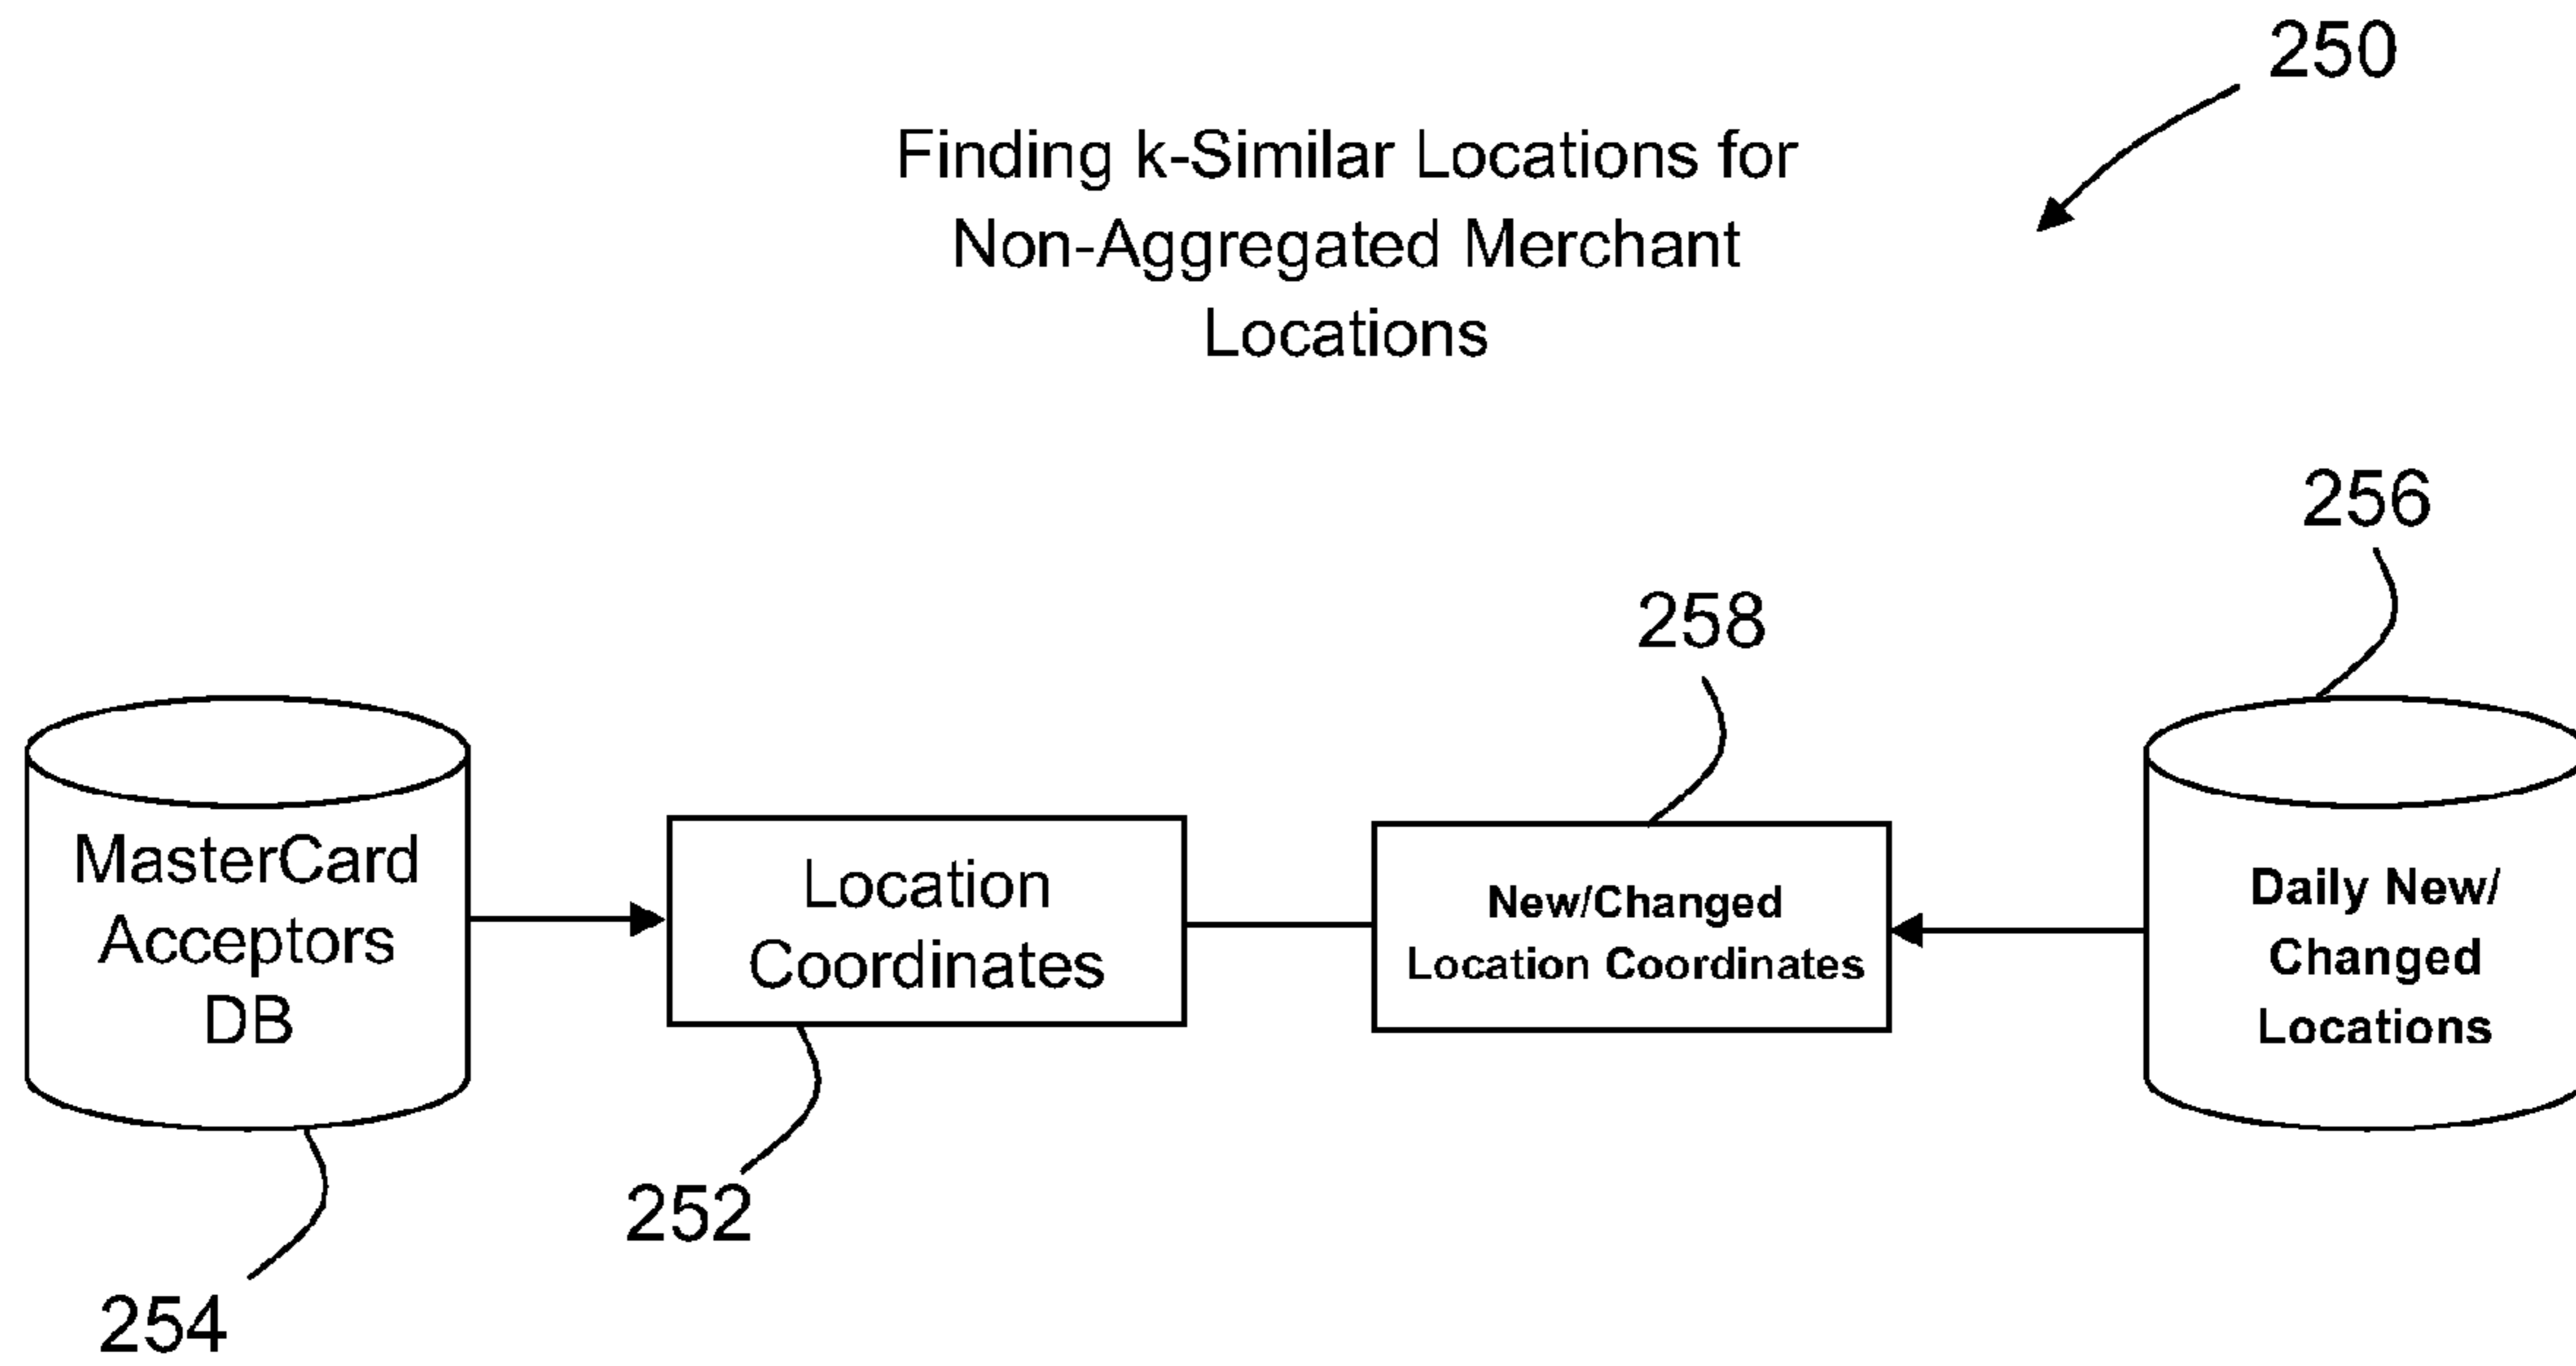 250
Finding k-Similar Locations for
Non-Aggregated Merchant
Locations
256
258
MasterCard
Acceptors
DB
Location
Coordinates
New/Changed
Location Coordinates
Daily New/
Changed
Locations
252
254